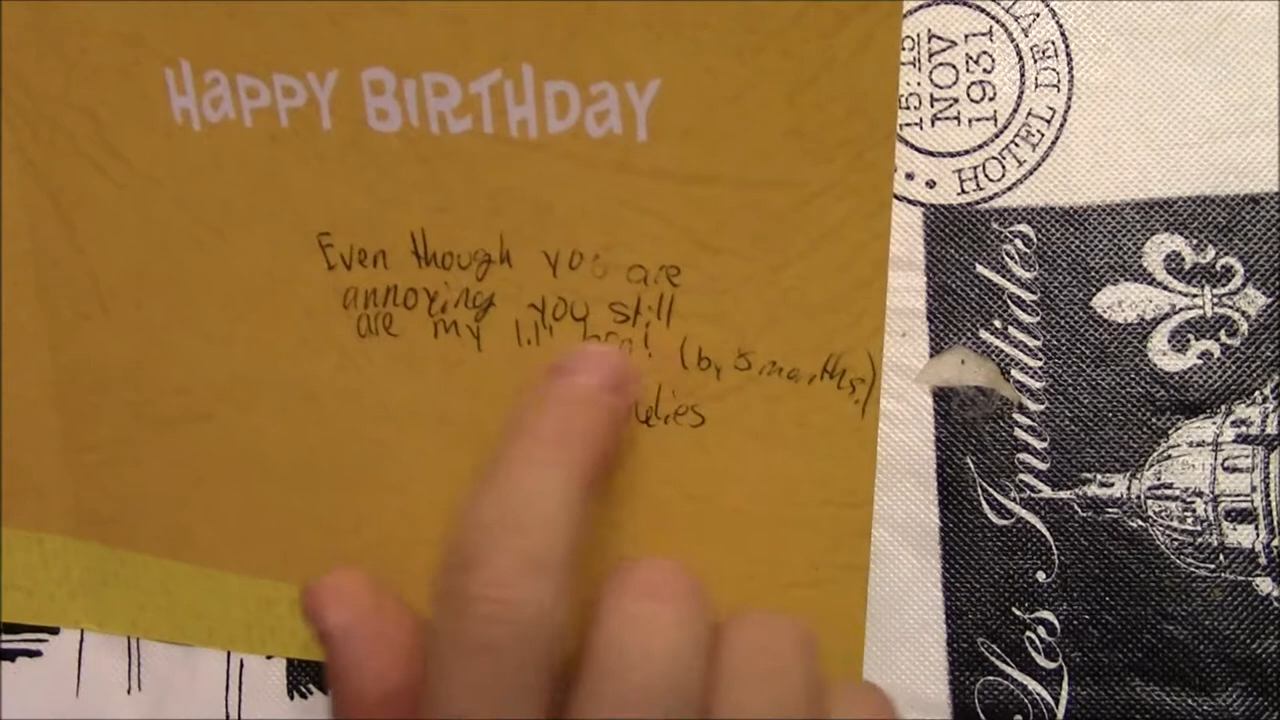 HAPPY BIRTHDAY
Even though you are
annoying you still
are my lil'
(by 5 months.)
15:15
NOV
1931
HOTEL DE
Les Invalides